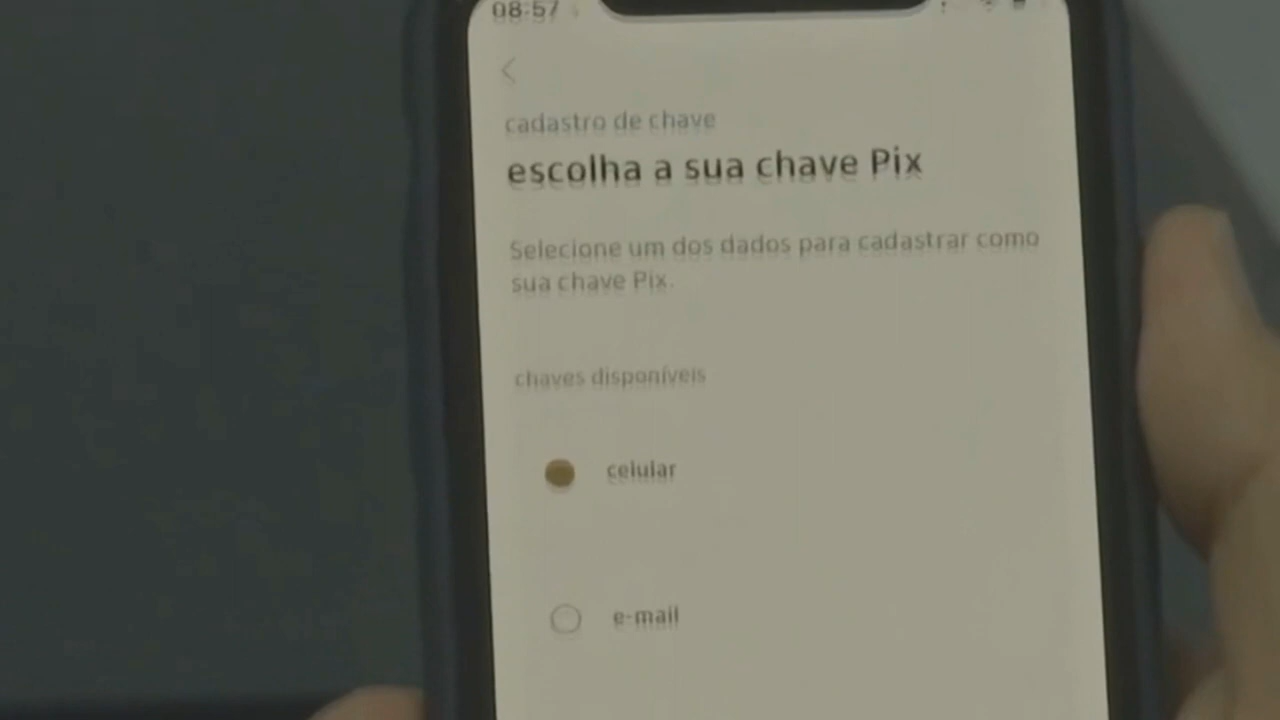 08:57
cadastro de chave
escolha a sua chave Pix
Selecione um dos dados para cadastrar como
sua chave Pix.
chaves disponíveis
celular
e-mail